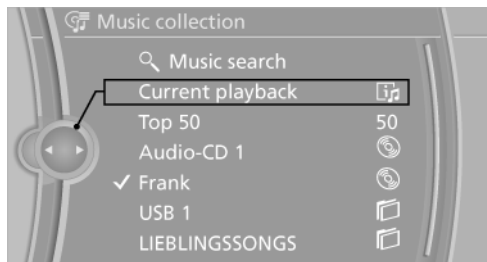 Music collection
Music search
Current playback
Top 50 50
Audio-CD 1
Frank
USB 1
LIEBLINGSSONGS